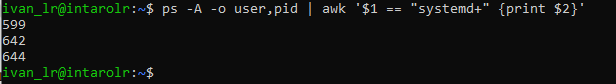 ivan_lr@intarolr:~$ ps -A -o user,pid | awk '$1 == "systemd+" {print $2}'
599
642
644
ivan_lr@intarolr:~$